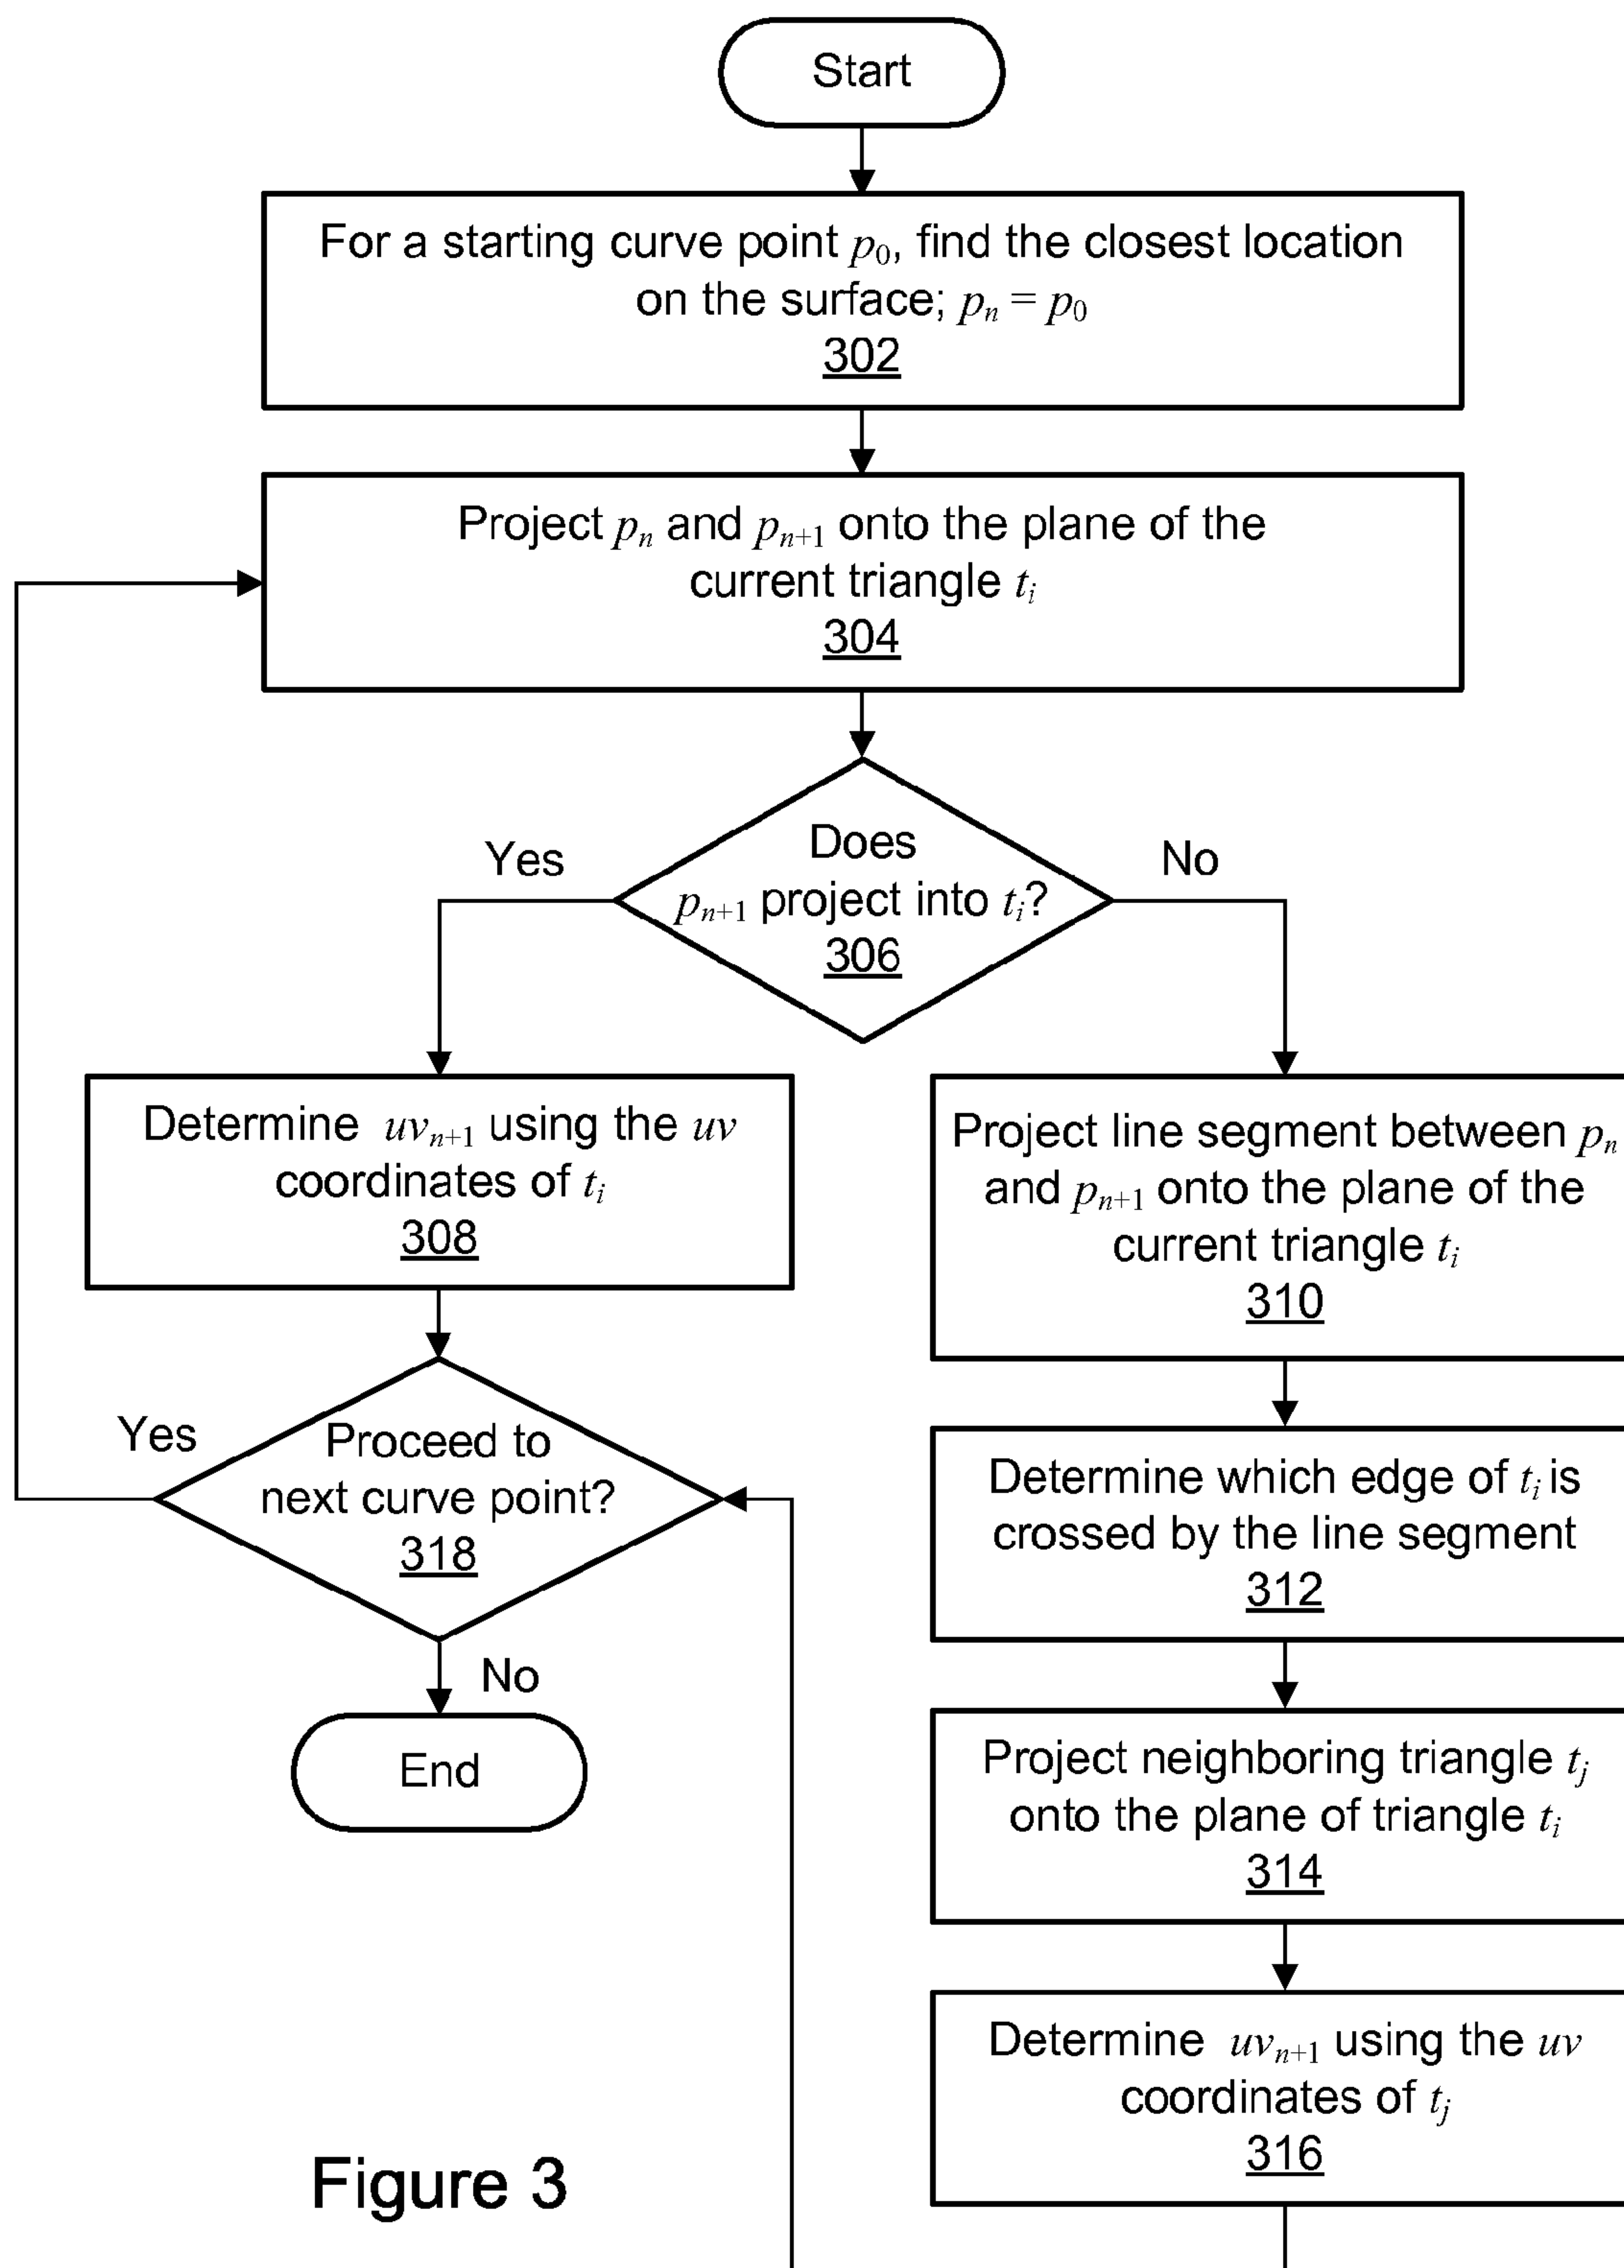 Start
For a starting curve point p0, find the closest location
on the surface; pn = p0
302
Project pn and pn+1 onto the plane of the
current triangle ti
304
Does
pn+1 project into ti?
306
Yes
No
Determine uvn+1 using the uv
coordinates of ti
308
Project line segment between pn
and pn+1 onto the plane of the
current triangle ti
310
Proceed to
next curve point?
318
Yes
No
Determine which edge of ti is
crossed by the line segment
312
End
Project neighboring triangle tj
onto the plane of triangle ti
314
Determine uvn+1 using the uv
coordinates of tj
316
Figure 3